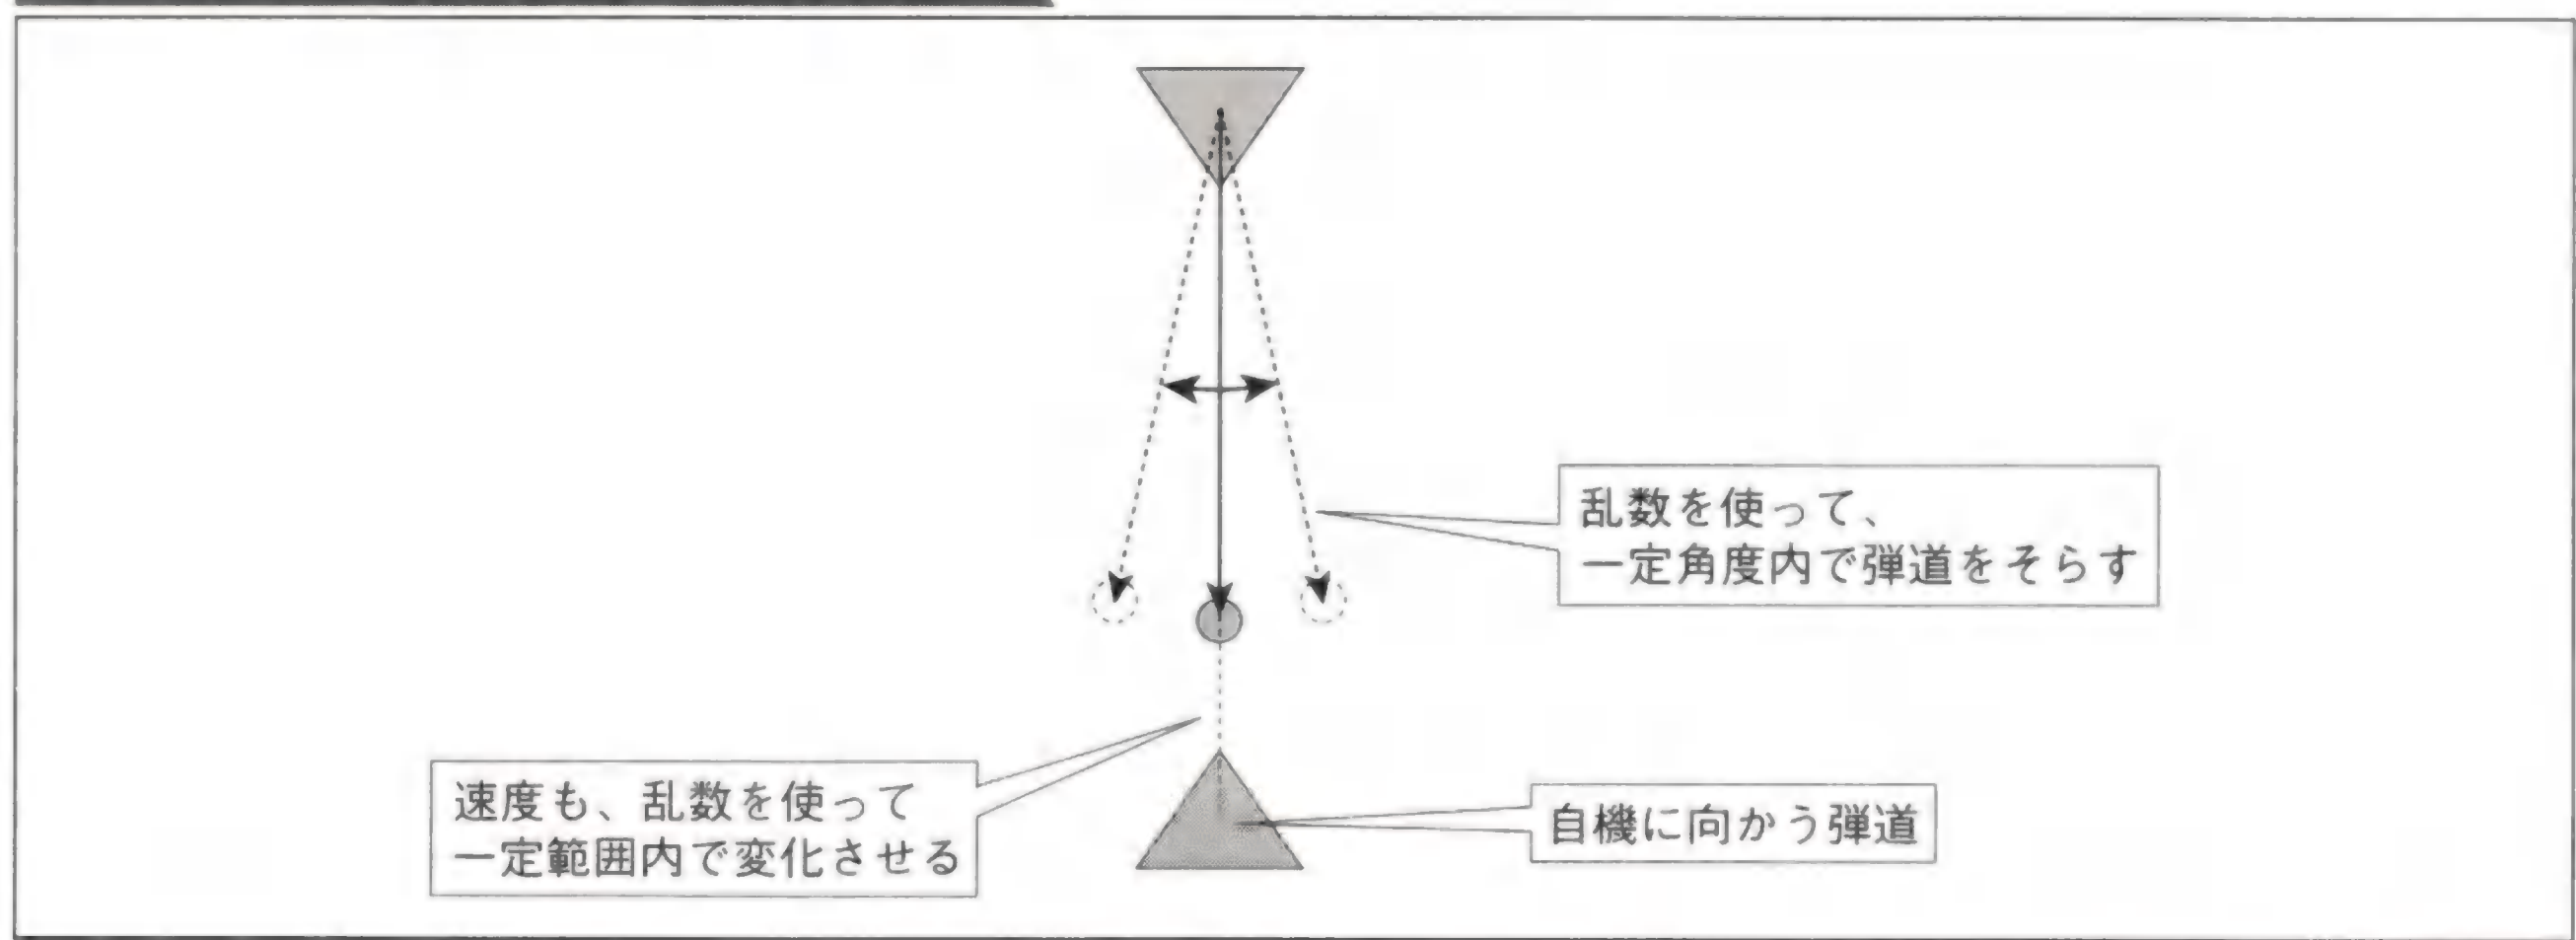 乱数を使って、
一定角度内で弾道をそらす
速度も、乱数を使って
一定範囲内で変化させる
自機に向かう弾道